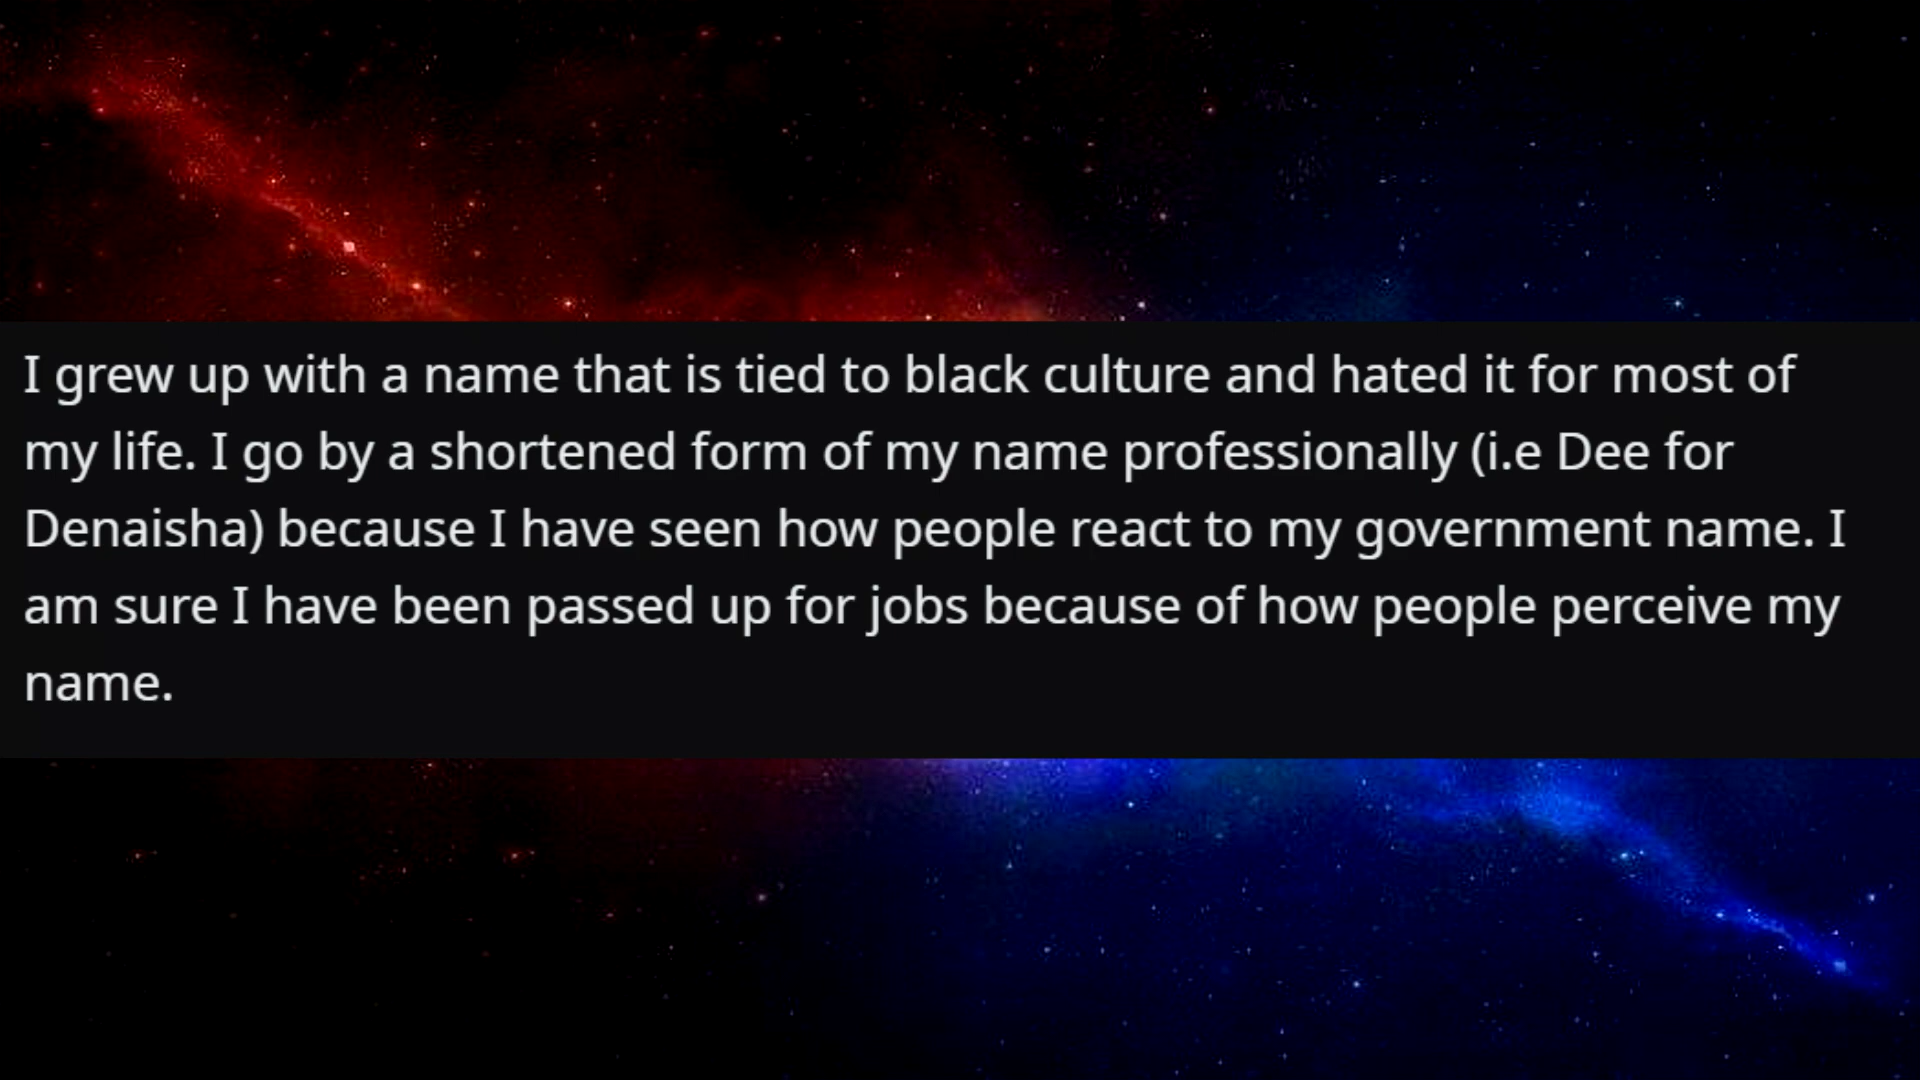 I grew up with a name that is tied to black culture and hated it for most of
my life. I go by a shortened form of my name professionally (i.e Dee for
Denaisha) because I have seen how people react to my government name. I
am sure I have been passed up for jobs because of how people perceive my
name.